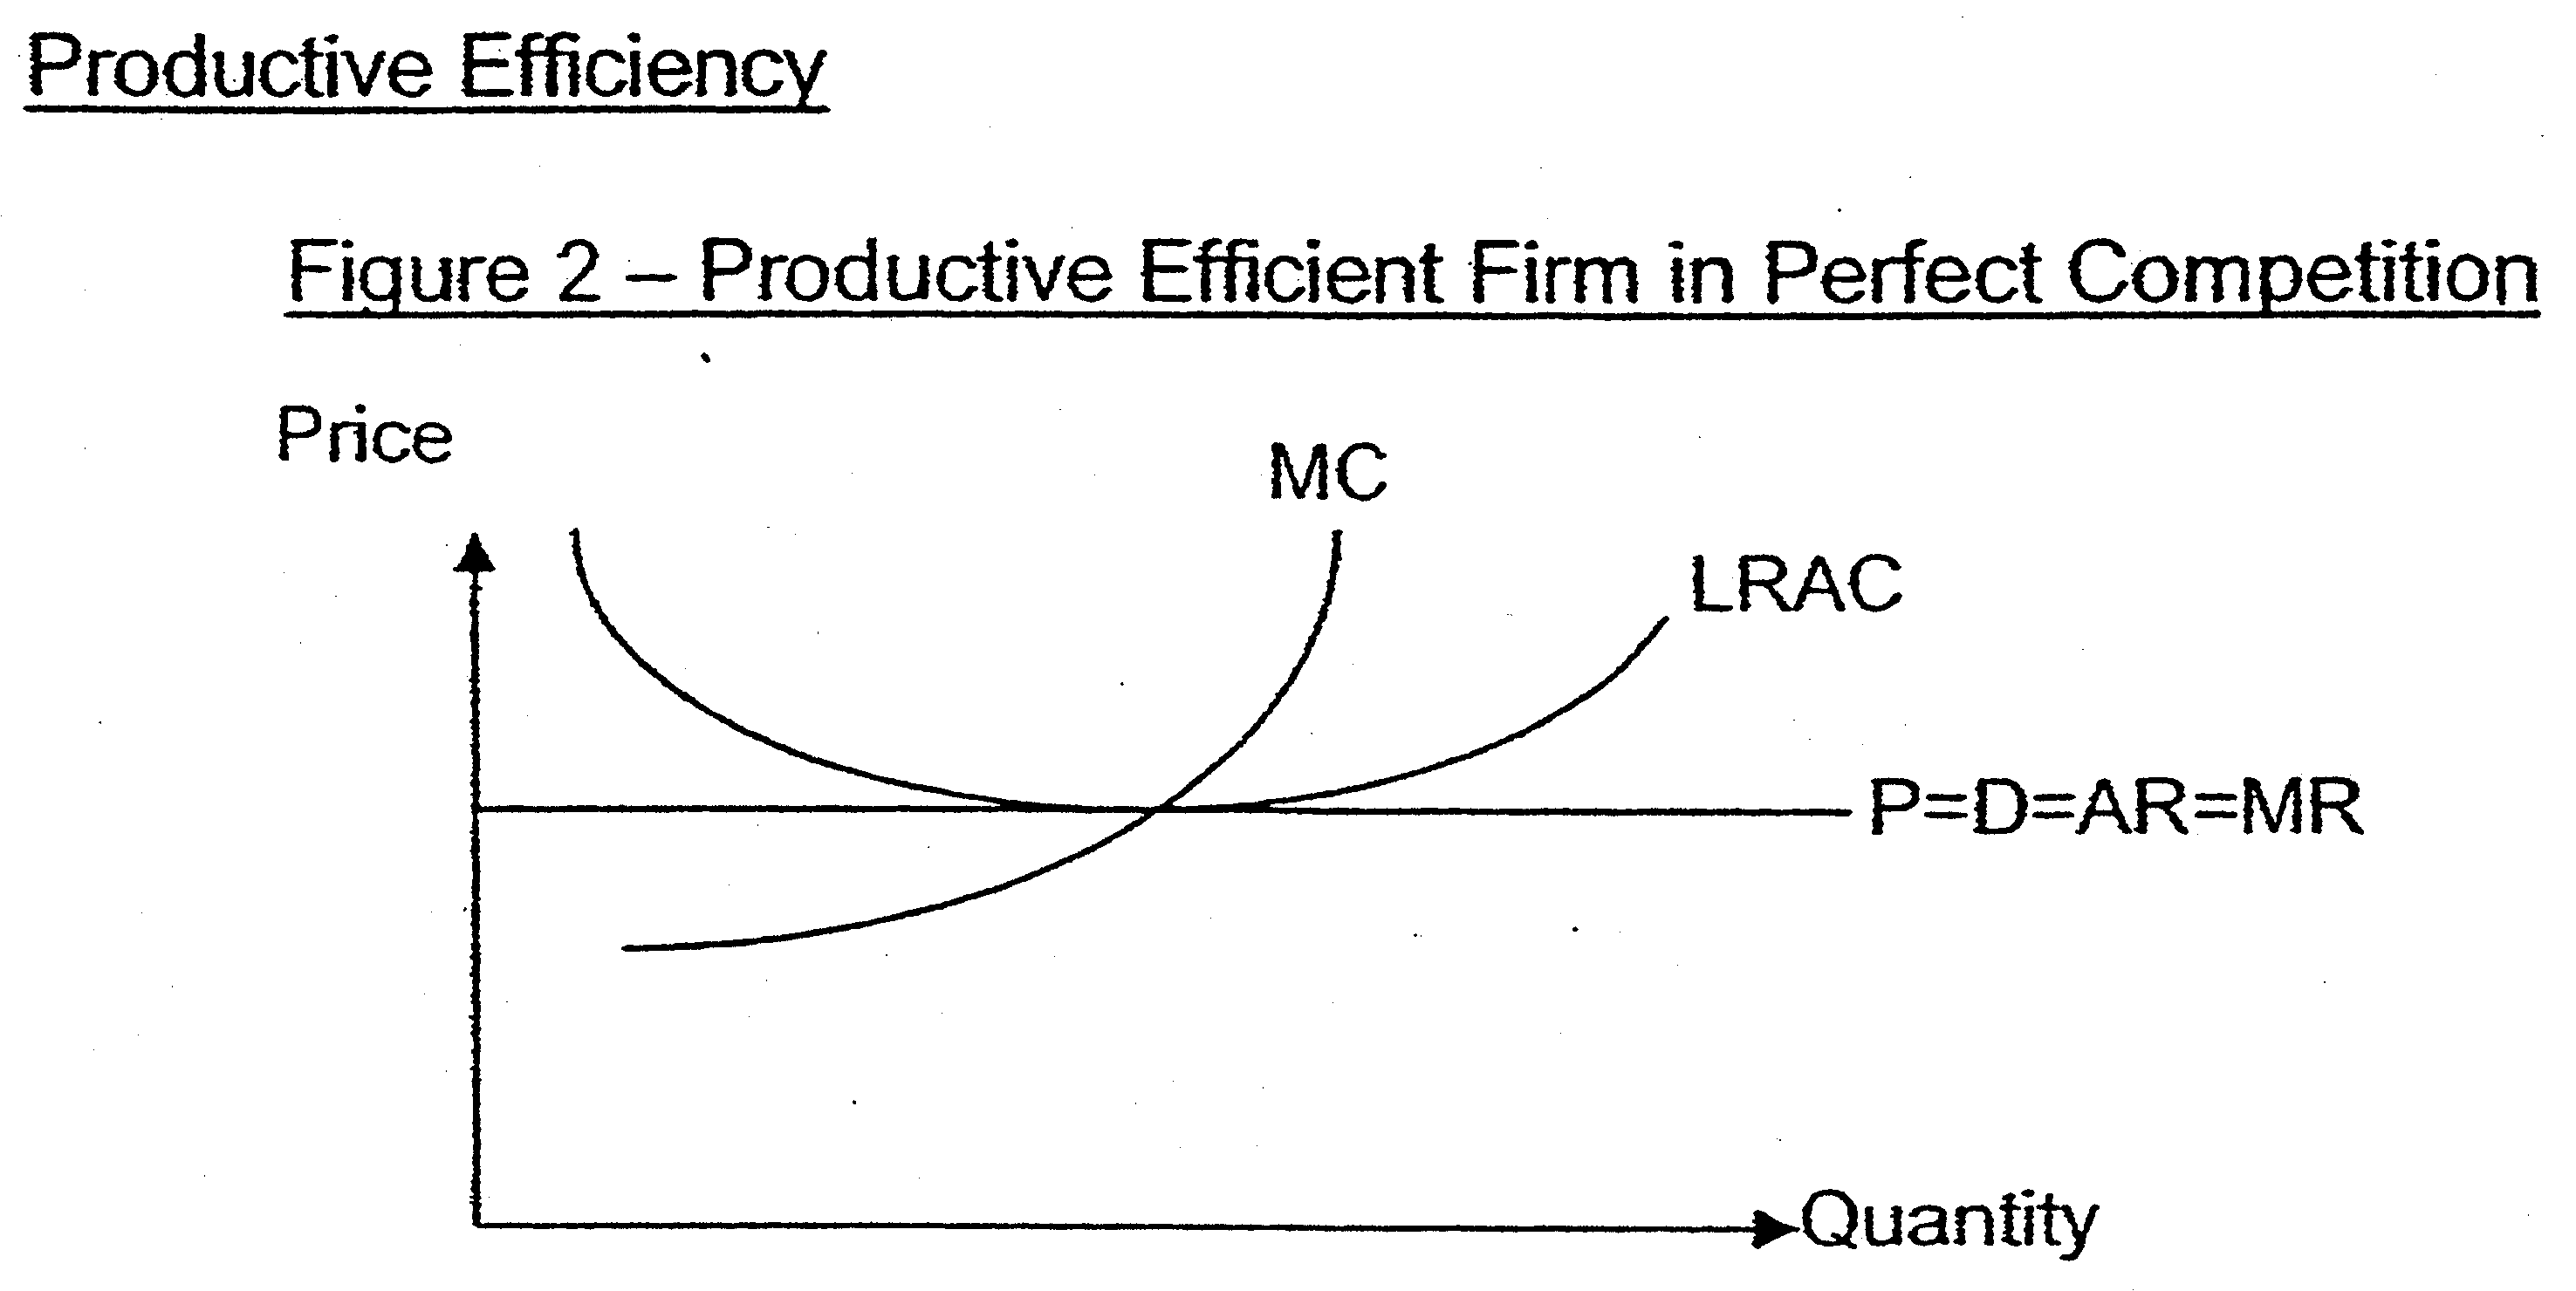 Productive Efficiency
Figure 2 – Productive Efficient Firm in Perfect Competition
Price
MC
LRAC
P=D=AR=MR
Quantity